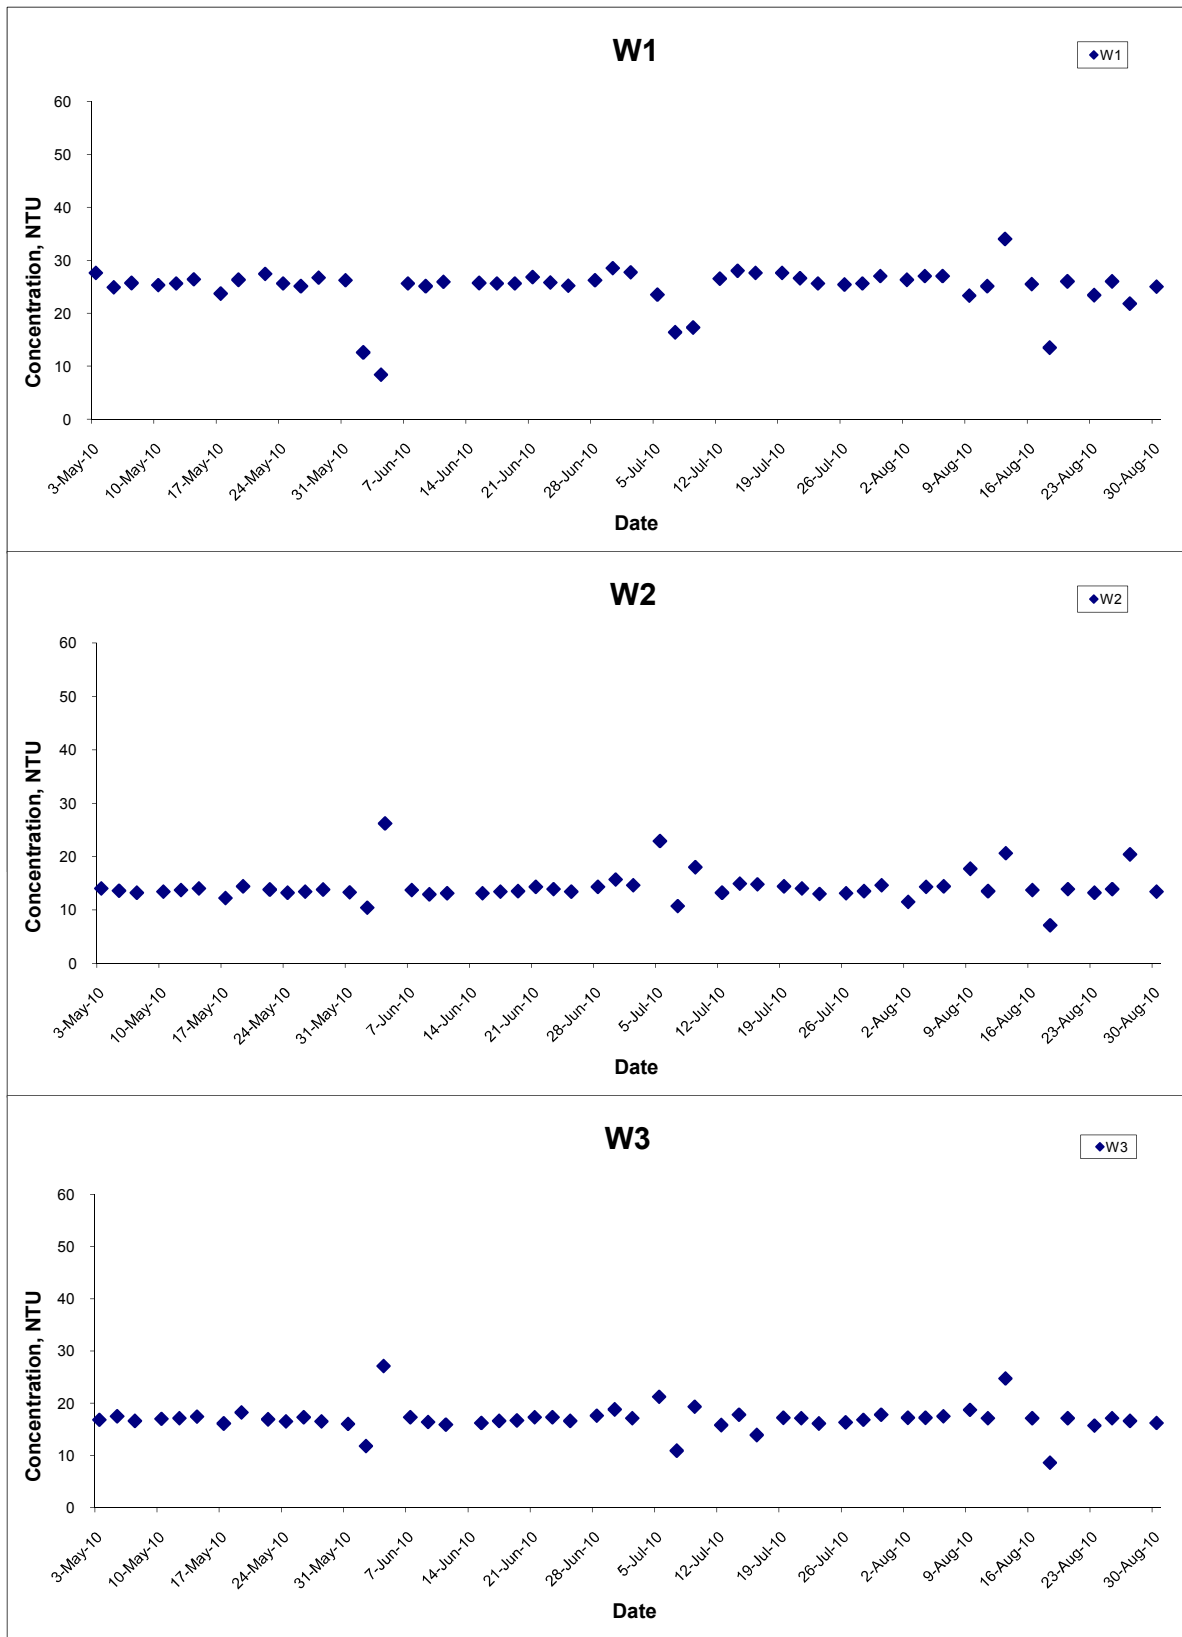 W1
W1
60
50
40
30
20
10
0
Concentration, NTU
3-May-10
10-May-10
17-May-10
24-May-10
31-May-10
7-Jun-10
14-Jun-10
21-Jun-10
28-Jun-10
5-Jul-10
12-Jul-10
19-Jul-10
26-Jul-10
2-Aug-10
9-Aug-10
16-Aug-10
23-Aug-10
30-Aug-10
Date
W2
W2
60
50
40
30
20
10
0
Concentration, NTU
3-May-10
10-May-10
17-May-10
24-May-10
31-May-10
7-Jun-10
14-Jun-10
21-Jun-10
28-Jun-10
5-Jul-10
12-Jul-10
19-Jul-10
26-Jul-10
2-Aug-10
9-Aug-10
16-Aug-10
23-Aug-10
30-Aug-10
Date
W3
W3
60
50
40
30
20
10
0
Concentration, NTU
3-May-10
10-May-10
17-May-10
24-May-10
31-May-10
7-Jun-10
14-Jun-10
21-Jun-10
28-Jun-10
5-Jul-10
12-Jul-10
19-Jul-10
26-Jul-10
2-Aug-10
9-Aug-10
16-Aug-10
23-Aug-10
30-Aug-10
Date